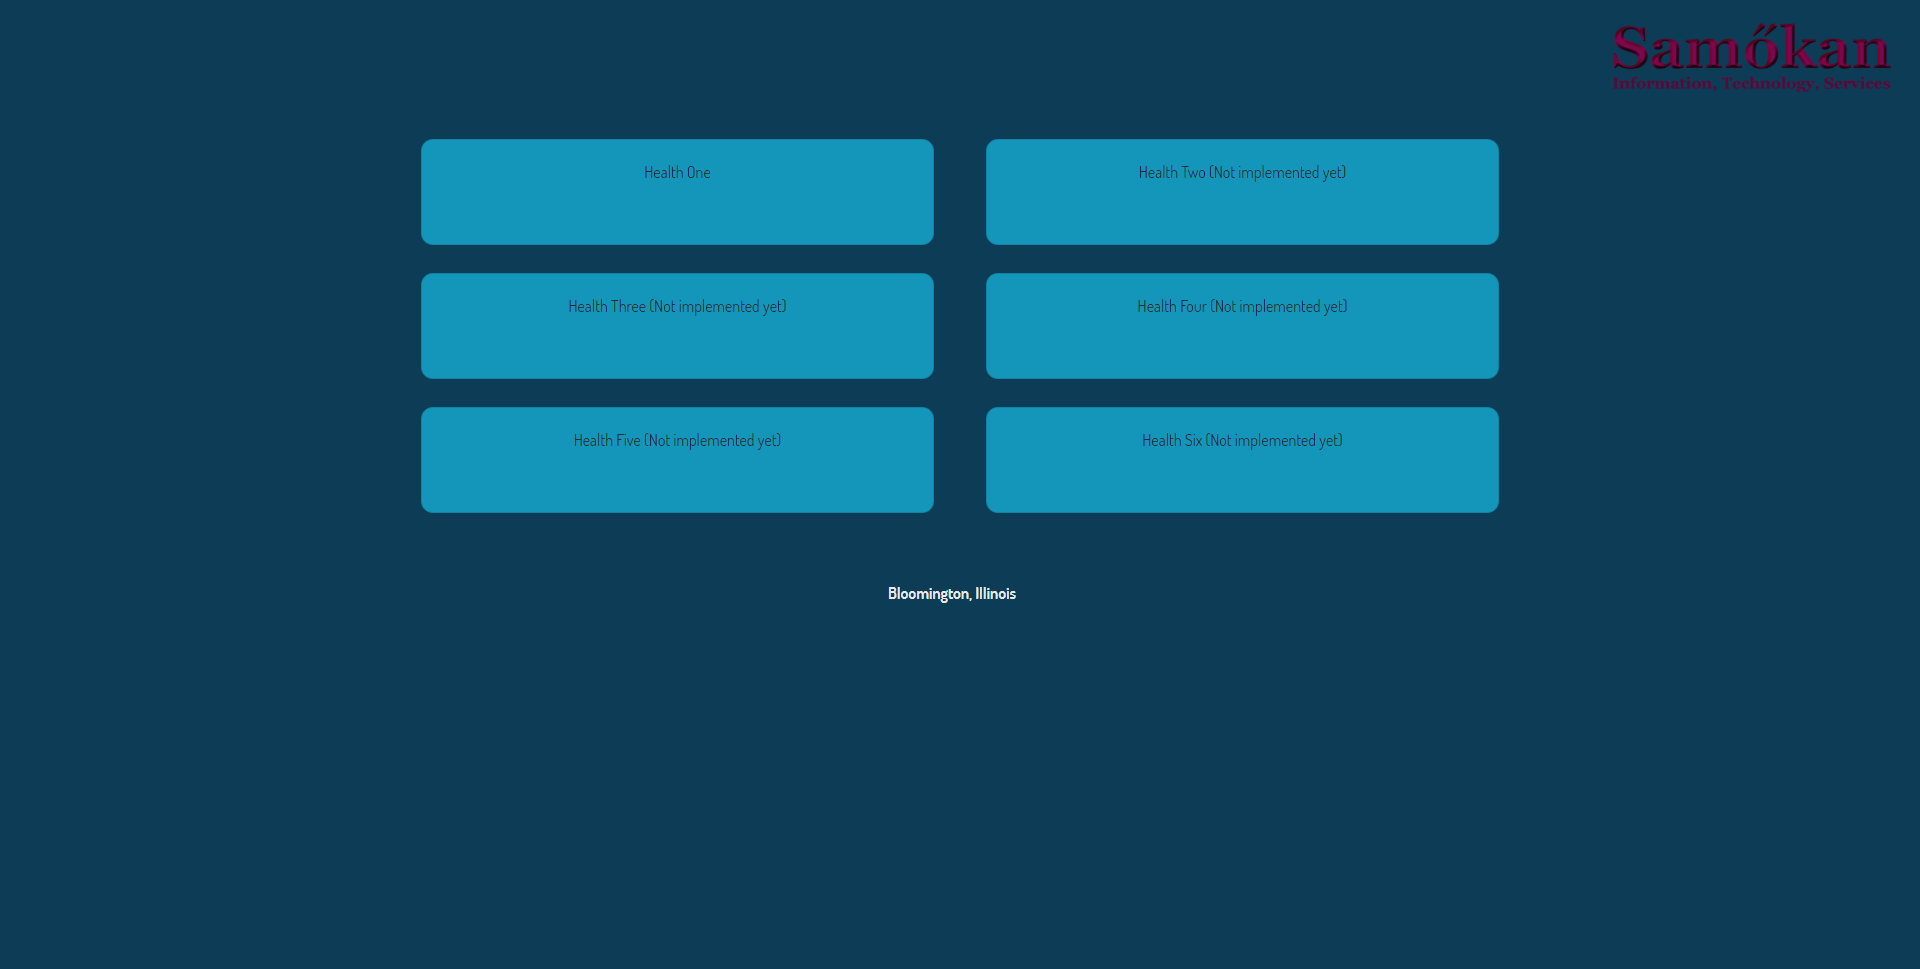 Samőkan
Information, Technology, Services
Health One
Health Two (Not implemented yet)
Health Three (Not implemented yet)
Health Four (Not implemented yet)
Health Five (Not implemented yet)
Health Six (Not implemented yet)
Bloomington, Illinois